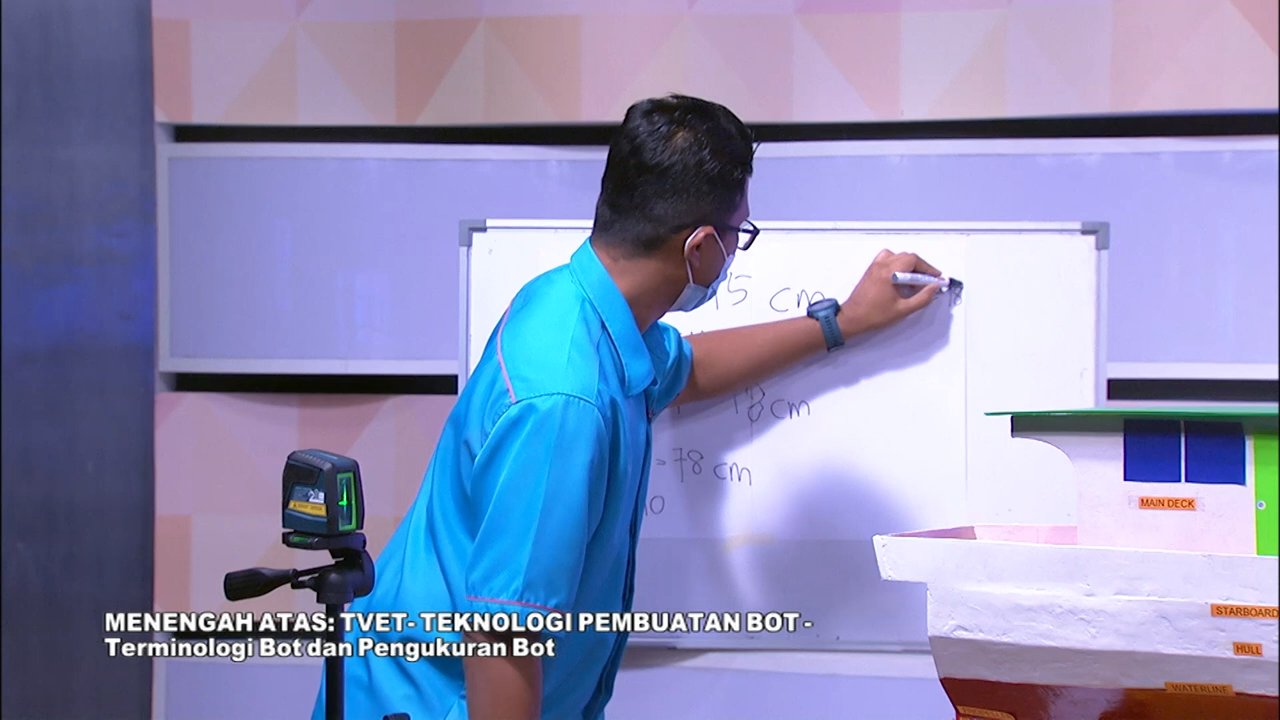 15 cm
18 cm
-78 cm
10
MAIN DECK
STARBOARD
HULL
WATERLINE
MENENGAH ATAS: TVET- TEKNOLOGI PEMBUATAN BOT -
Terminologi Bot dan Pengukuran Bot